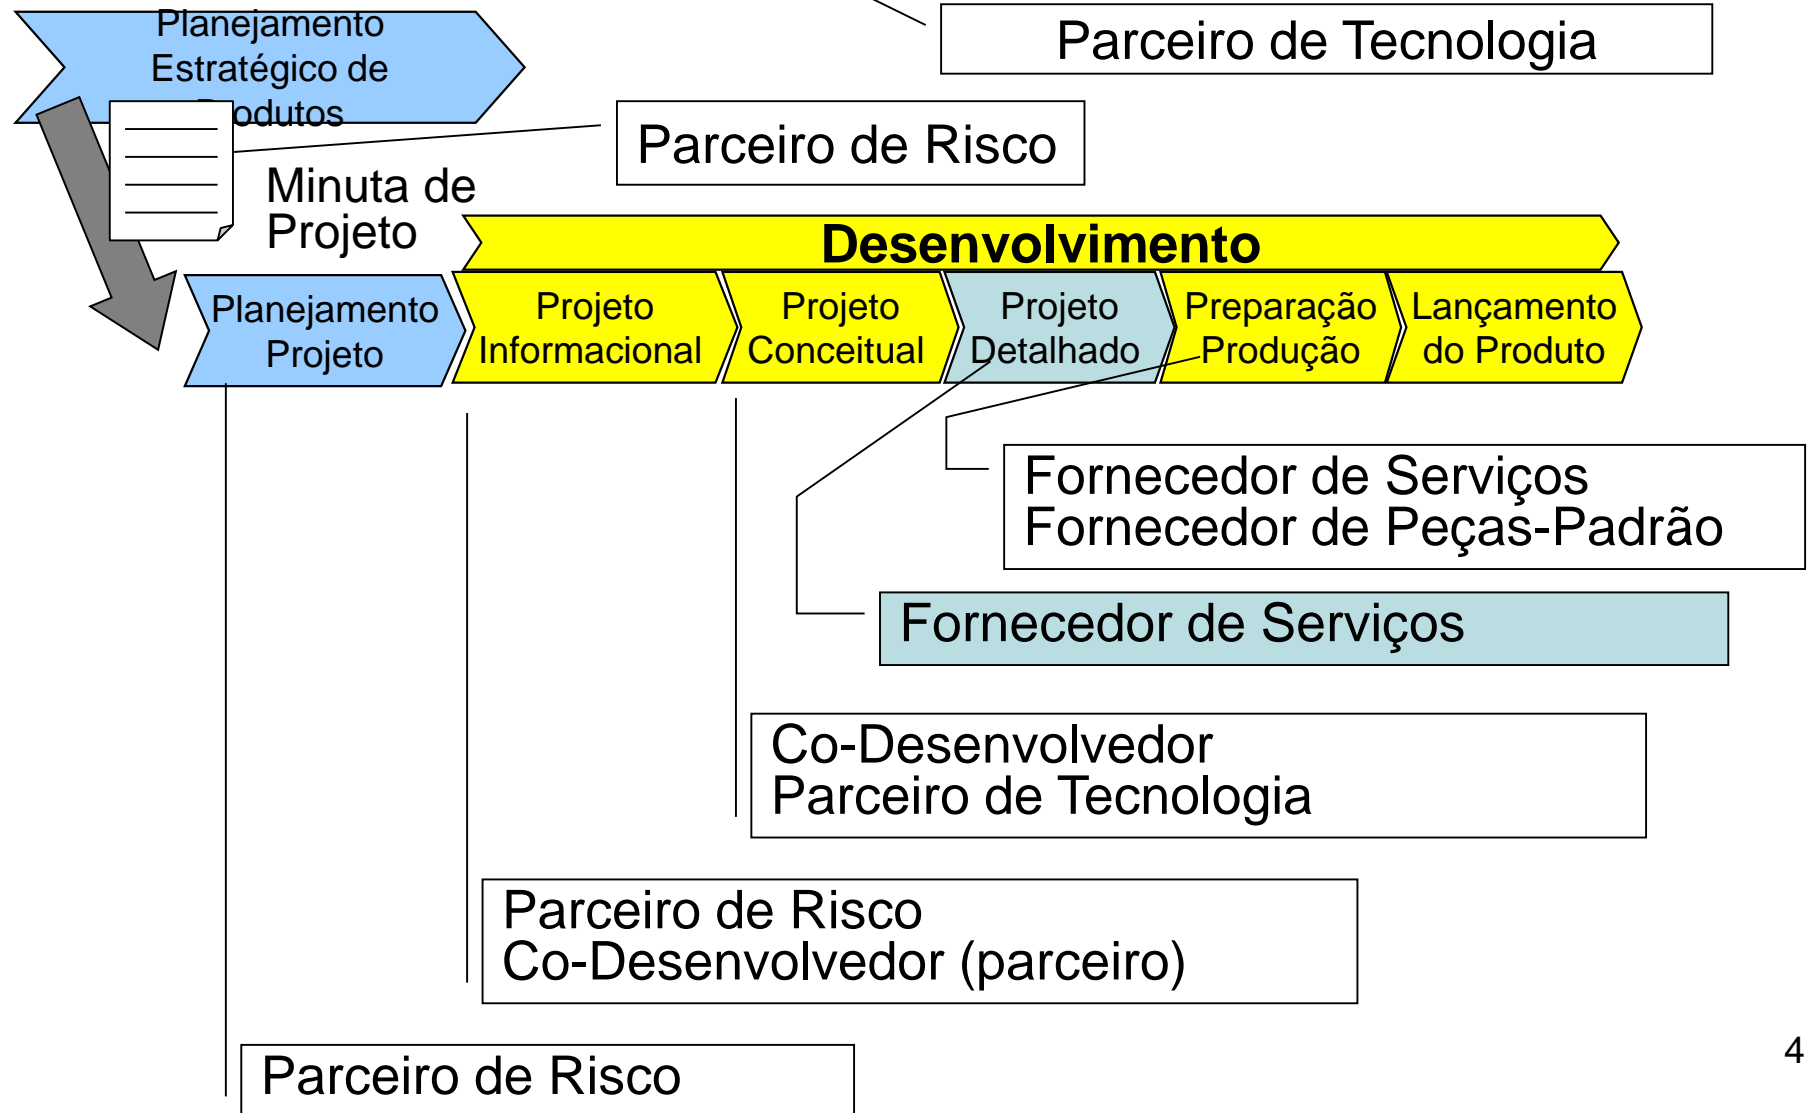 Planejamento
Estratégico de
Produtos
Parceiro de Tecnologia
Parceiro de Risco
Minuta de
Projeto
Desenvolvimento
Planejamento
Projeto
Projeto
Informacional
Projeto
Conceitual
Projeto
Detalhado
Preparação
Produção
Lançamento
do Produto
Fornecedor de Serviços
Fornecedor de Peças-Padrão
Fornecedor de Serviços
Co-Desenvolvedor
Parceiro de Tecnologia
Parceiro de Risco
Co-Desenvolvedor (parceiro)
Parceiro de Risco
4